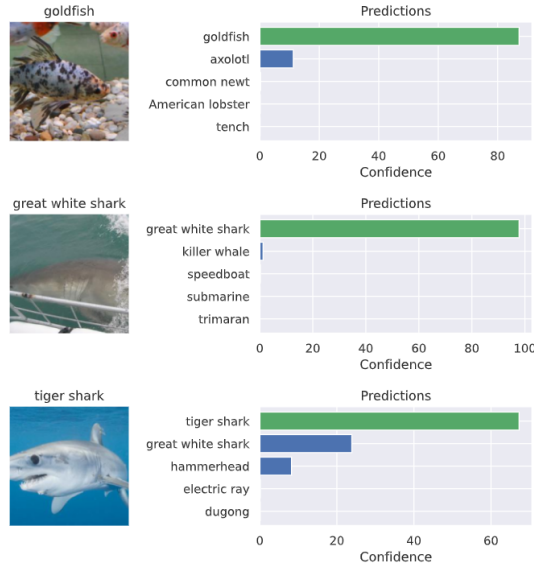 goldfish
Predictions
goldfish
axolotl
common newt
American lobster
tench
0 20 40 60 80
Confidence
great white shark
Predictions
great white shark
killer whale
speedboat
submarine
trimaran
0 20 40 60 80 100
Confidence
tiger shark
Predictions
tiger shark
great white shark
hammerhead
electric ray
dugong
0 20 40 60
Confidence